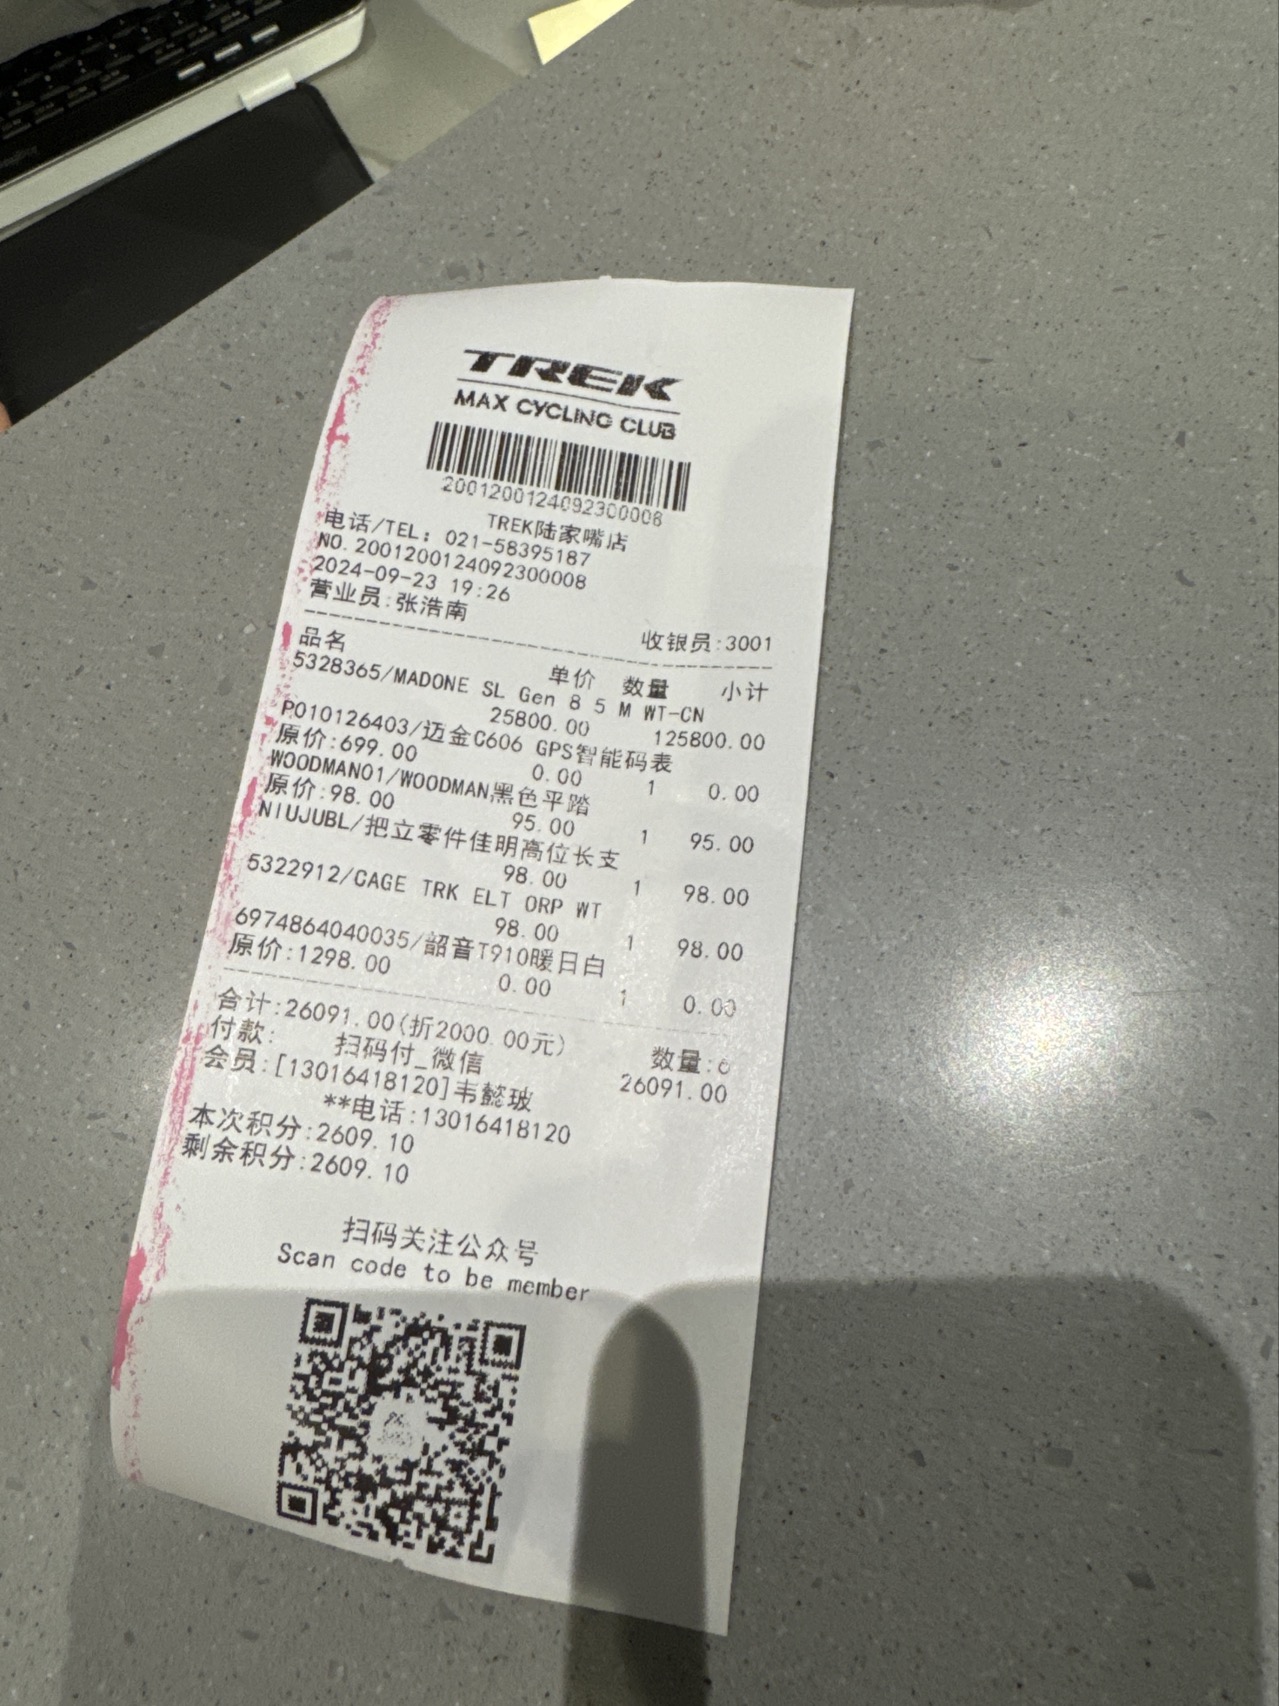 TREK
MAX CYCLING CLUB
2001200124092300008
TREK陆家嘴店
电话/TEL: 021-58395187
NO.2001200124092300008
2024-09-23 19:26
营业员:张浩南 收银员:3001
品名 单价 数量 小计
5328365/MADONE SL Gen 8 5 M WT-CN
25800.00 125800.00
P010126403/迈金C606 GPS智能码表
原价:699.00 0.00 1 0.00
WOODMAN01/WOODMAN黑色平踏
原价:98.00 95.00 1 95.00
NIUJUBL/把立零件佳明高位长支
98.00 1 98.00
5322912/CAGE TRK ELT ORP WT
98.00 1 98.00
6974864040035/韶音T910暖日白
原价:1298.00 0.00 1 0.00
合计:26091.00(折2000.00元) 数量:6
付款: 扫码付_微信 26091.00
会员:[13016418120]韦懿玻
**电话:13016418120
本次积分:2609.10
剩余积分:2609.10
扫码关注公众号
Scan code to be member